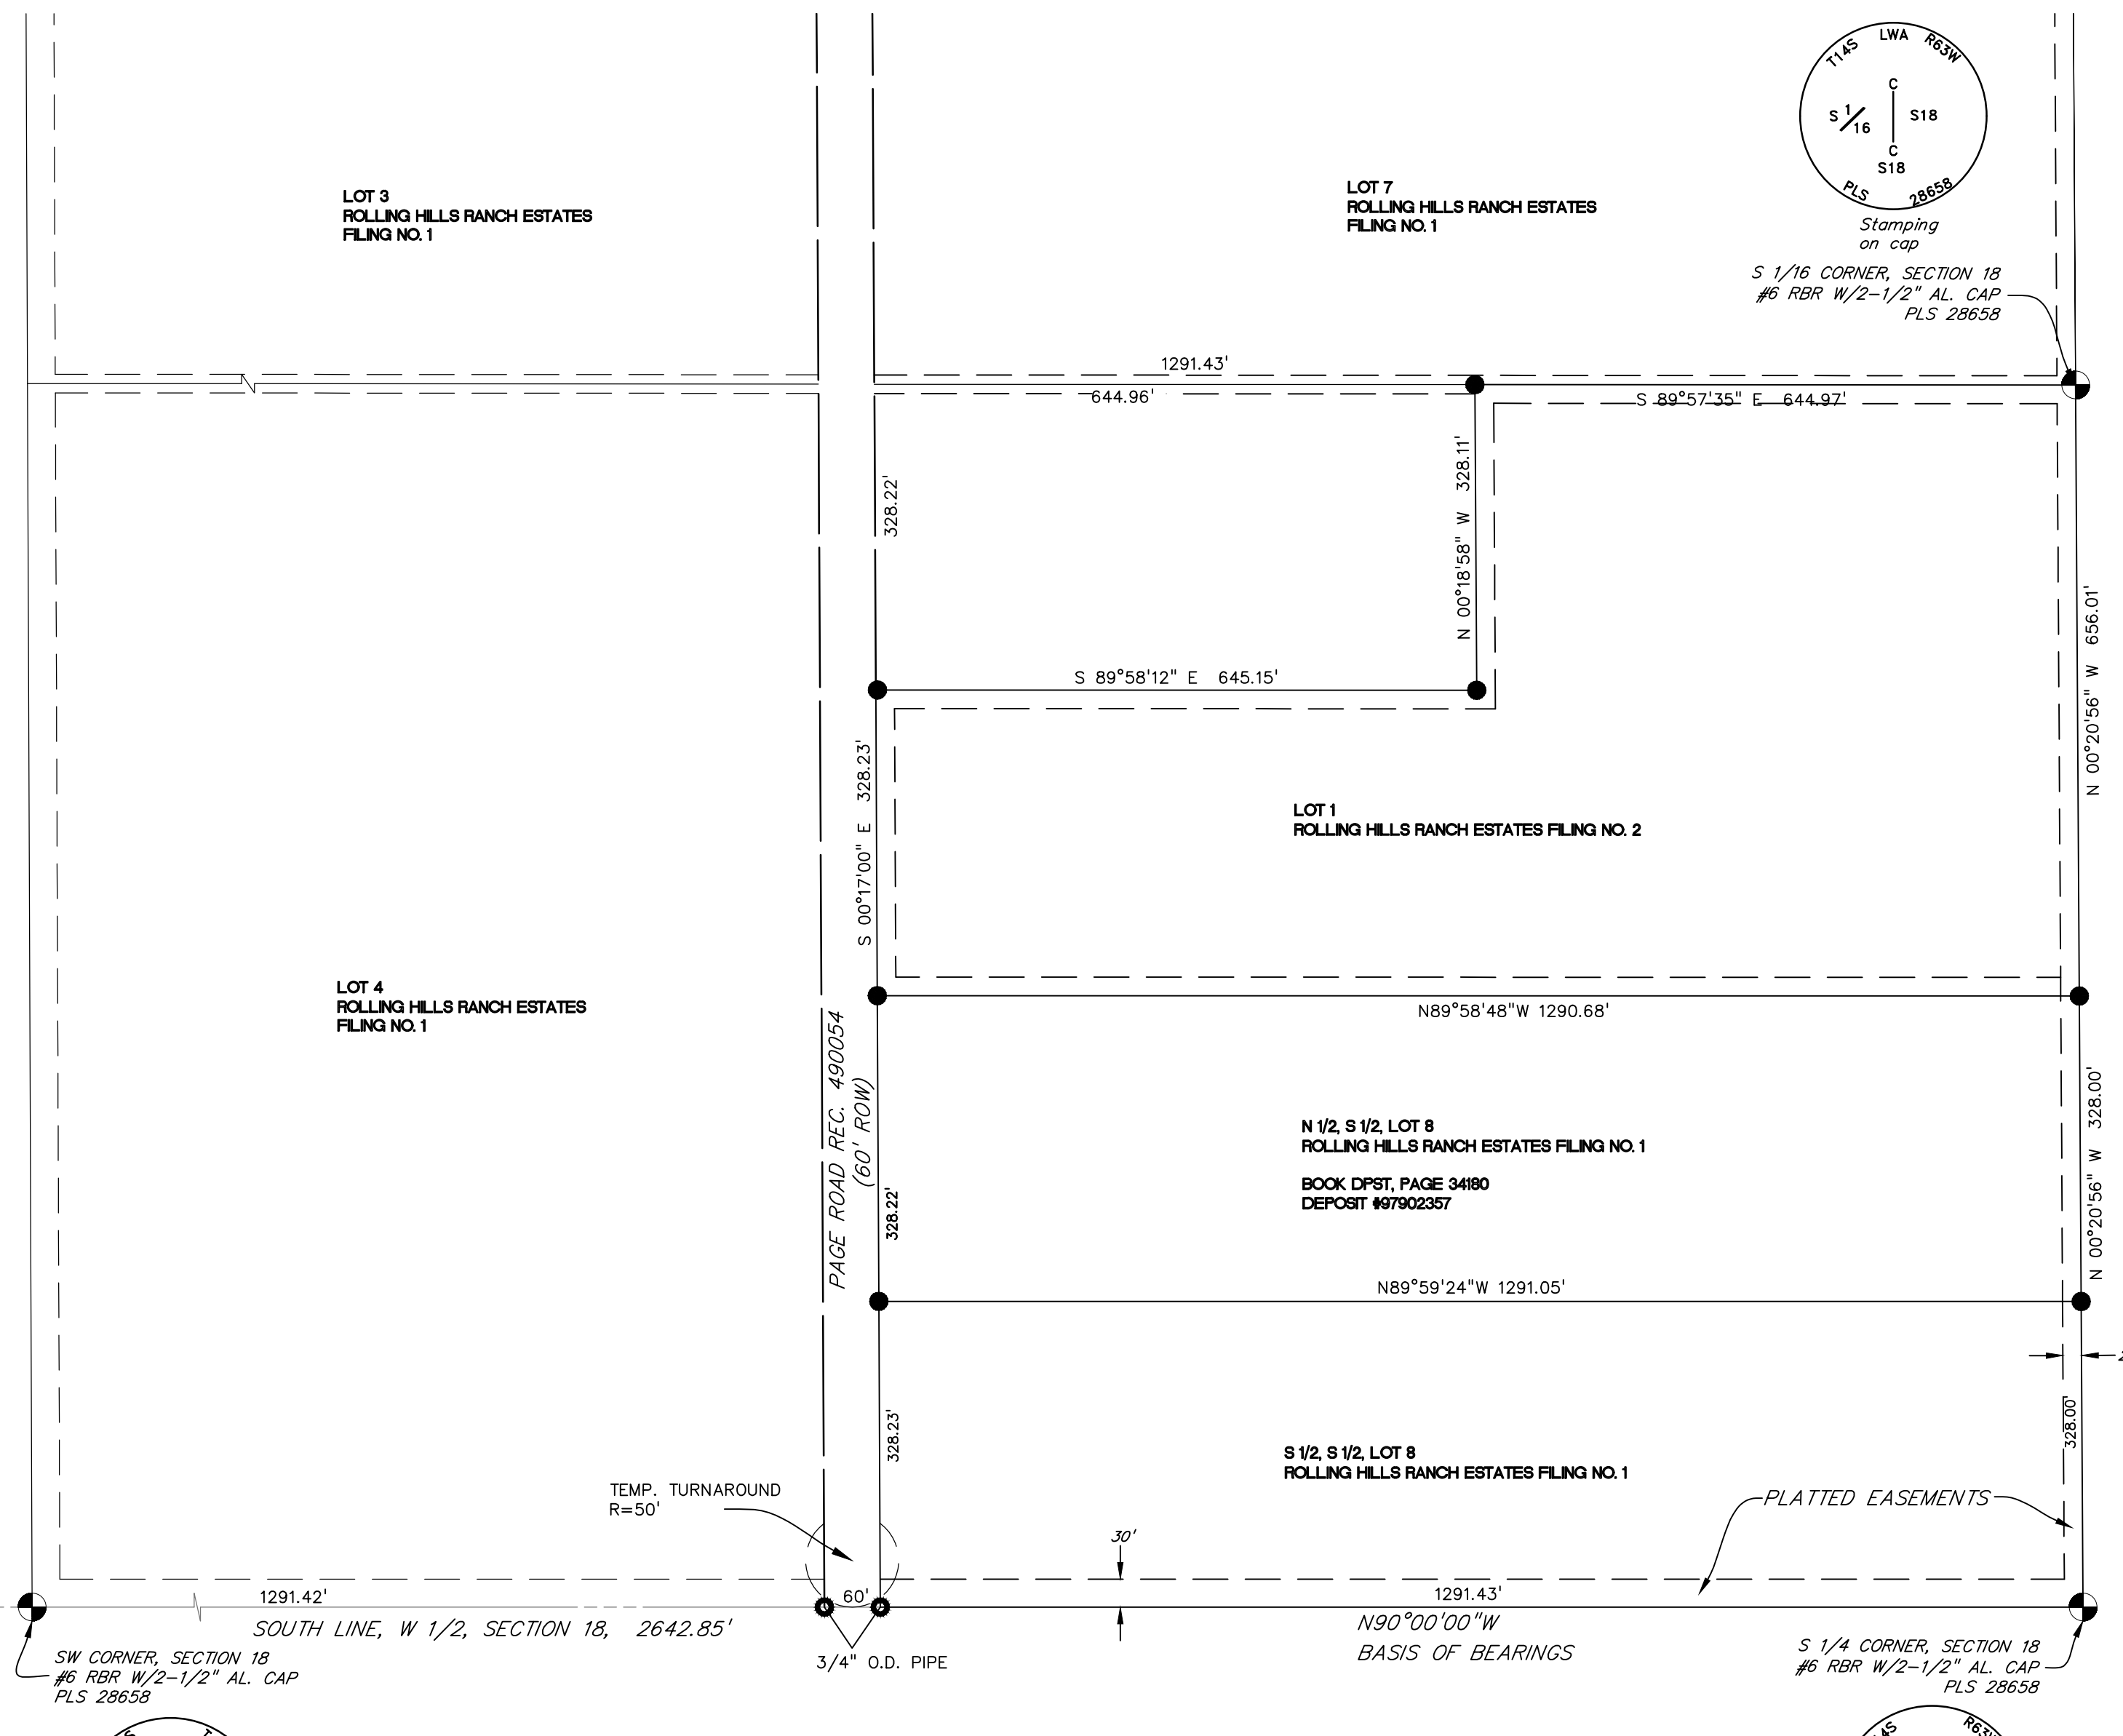 T14S LWA R63W
C
S 1/16 S18
C
S18
PLS 28658
Stamping
on cap
S 1/16 CORNER, SECTION 18
#6 RBR W/2-1/2" AL. CAP
PLS 28658
LOT 3
ROLLING HILLS RANCH ESTATES
FILING NO. 1
LOT 7
ROLLING HILLS RANCH ESTATES
FILING NO. 1
1291.43'
644.96'
S 89°57'35" E 644.97'
328.22'
N 00°18'58" W 328.11'
N 00°20'56" W 656.01'
S 89°58'12" E 645.15'
S 00°17'00" E 328.23'
LOT 1
ROLLING HILLS RANCH ESTATES FILING NO. 2
LOT 4
ROLLING HILLS RANCH ESTATES
FILING NO. 1
N89°58'48"W 1290.68'
PAGE ROAD REC. 490054
(60' ROW)
328.22'
N 1/2, S 1/2, LOT 8
ROLLING HILLS RANCH ESTATES FILING NO. 1
BOOK DPST, PAGE 34180
DEPOSIT #97902357
N 00°20'56" W 328.00'
N89°59'24"W 1291.05'
328.23'
328.00'
S 1/2, S 1/2, LOT 8
ROLLING HILLS RANCH ESTATES FILING NO. 1
TEMP. TURNAROUND
R=50'
PLATTED EASEMENTS
30'
1291.42'
60'
1291.43'
SOUTH LINE, W 1/2, SECTION 18, 2642.85'
N90°00'00"W
BASIS OF BEARINGS
SW CORNER, SECTION 18
#6 RBR W/2-1/2" AL. CAP
PLS 28658
3/4" O.D. PIPE
S 1/4 CORNER, SECTION 18
#6 RBR W/2-1/2" AL. CAP
PLS 28658